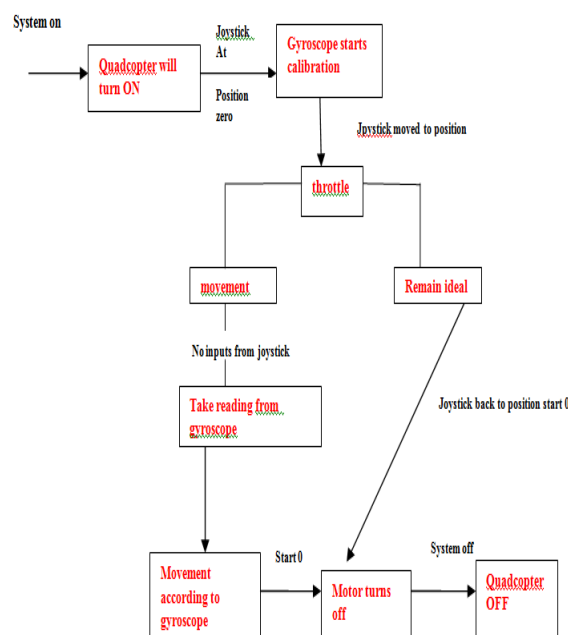 System on
Quadcopter will
turn ON
Joystick
At
Position
zero
Gyroscope starts
calibration
Jpystick moved to position
throttle
movement
Remain ideal
No inputs from joystick
Take reading from
gyroscope
Joystick back to position start 0
Movement
according to
gyroscope
Start 0
Motor turns
off
System off
Quadcopter
OFF